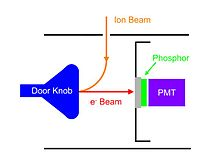 Ion Beam
Phosphor
Door Knob
PMT
e- Beam